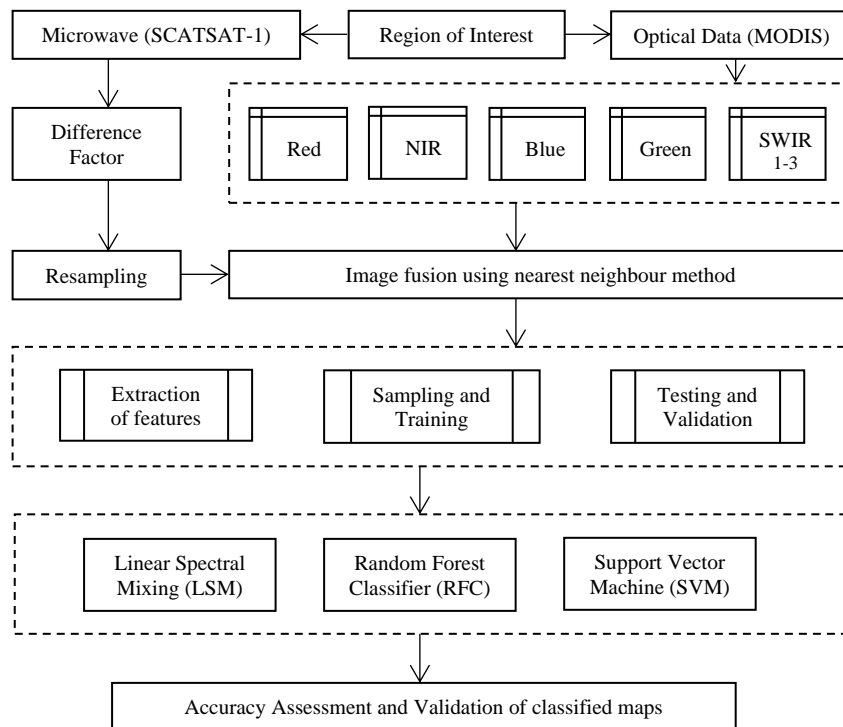 Microwave (SCATSAT-1)
Region of Interest
Optical Data (MODIS)
Difference
Factor
Red
NIR
Blue
Green
SWIR
1-3
Resampling
Image fusion using nearest neighbour method
Extraction
of features
Sampling and
Training
Testing and
Validation
Linear Spectral
Mixing (LSM)
Random Forest
Classifier (RFC)
Support Vector
Machine (SVM)
Accuracy Assessment and Validation of classified maps